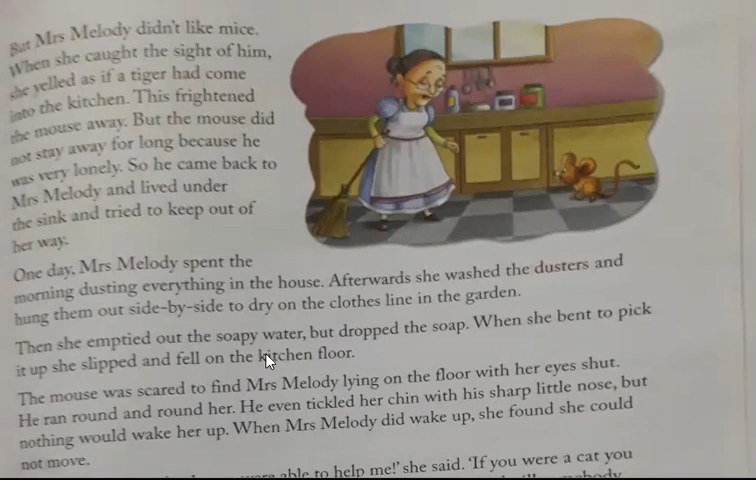 But Mrs Melody didn't like mice.
When she caught the sight of him,
she yelled as if a tiger had come
into the kitchen. This frightened
the mouse away. But the mouse did
not stay away for long because he
was very lonely. So he came back to
Mrs Melody and lived under
the sink and tried to keep out of
her way.
One day, Mrs Melody spent the
morning dusting everything in the house. Afterwards she washed the dusters and
hung them out side-by-side to dry on the clothes line in the garden.
Then she emptied out the soapy water, but dropped the soap. When she bent to pick
it up she slipped and fell on the kitchen floor.
The mouse was scared to find Mrs Melody lying on the floor with her eyes shut.
He ran round and round her. He even tickled her chin with his sharp little nose, but
nothing would wake her up. When Mrs Melody did wake up, she found she could
not move.
able to help me!' she said. 'If you were a cat you
nobody